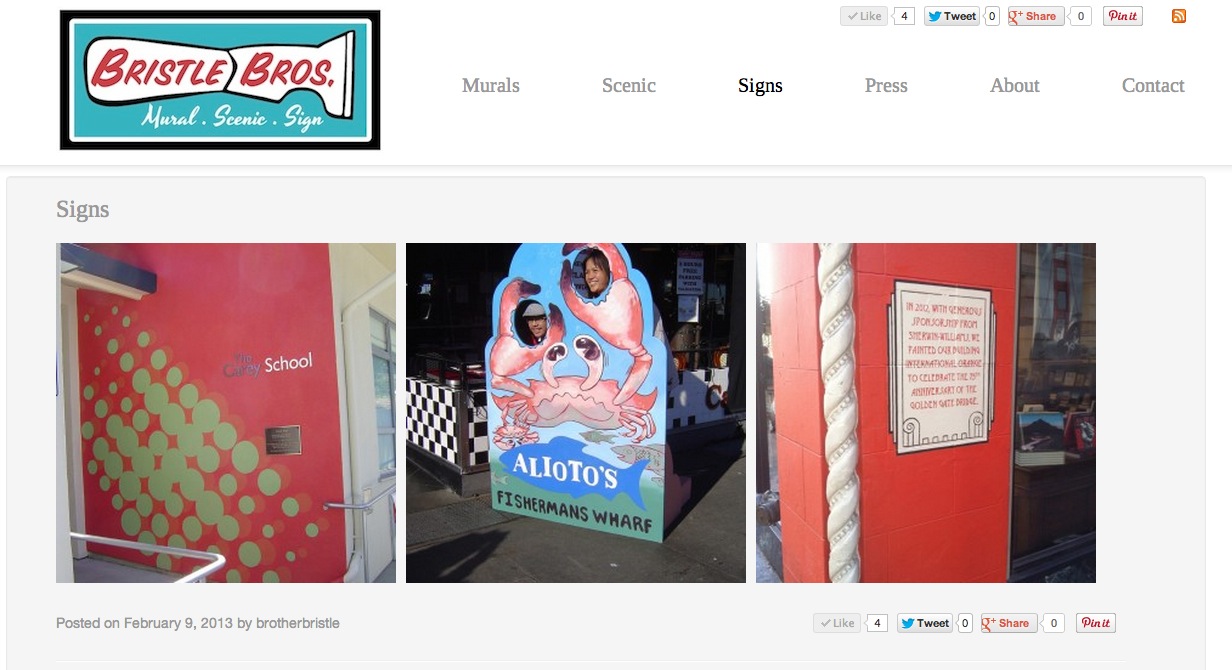 Like 4 Tweet 0 Share 0 Pin it
BRISTLE BROS.
Mural . Scenic . Sign
Murals Scenic Signs Press About Contact
Signs
The
Carey School
ALIOTO'S
FISHERMANS WHARF
IN 2012, WITH GENEROUS
SPONSORSHIP FROM
SHERWIN-WILLIAMS, WE
PAINTED OUR BUILDING
INTERNATIONAL ORANGE
TO CELEBRATE THE 75TH
ANNIVERSARY OF THE
GOLDEN GATE BRIDGE.
Posted on February 9, 2013 by brotherbristle
Like 4 Tweet 0 Share 0 Pin it